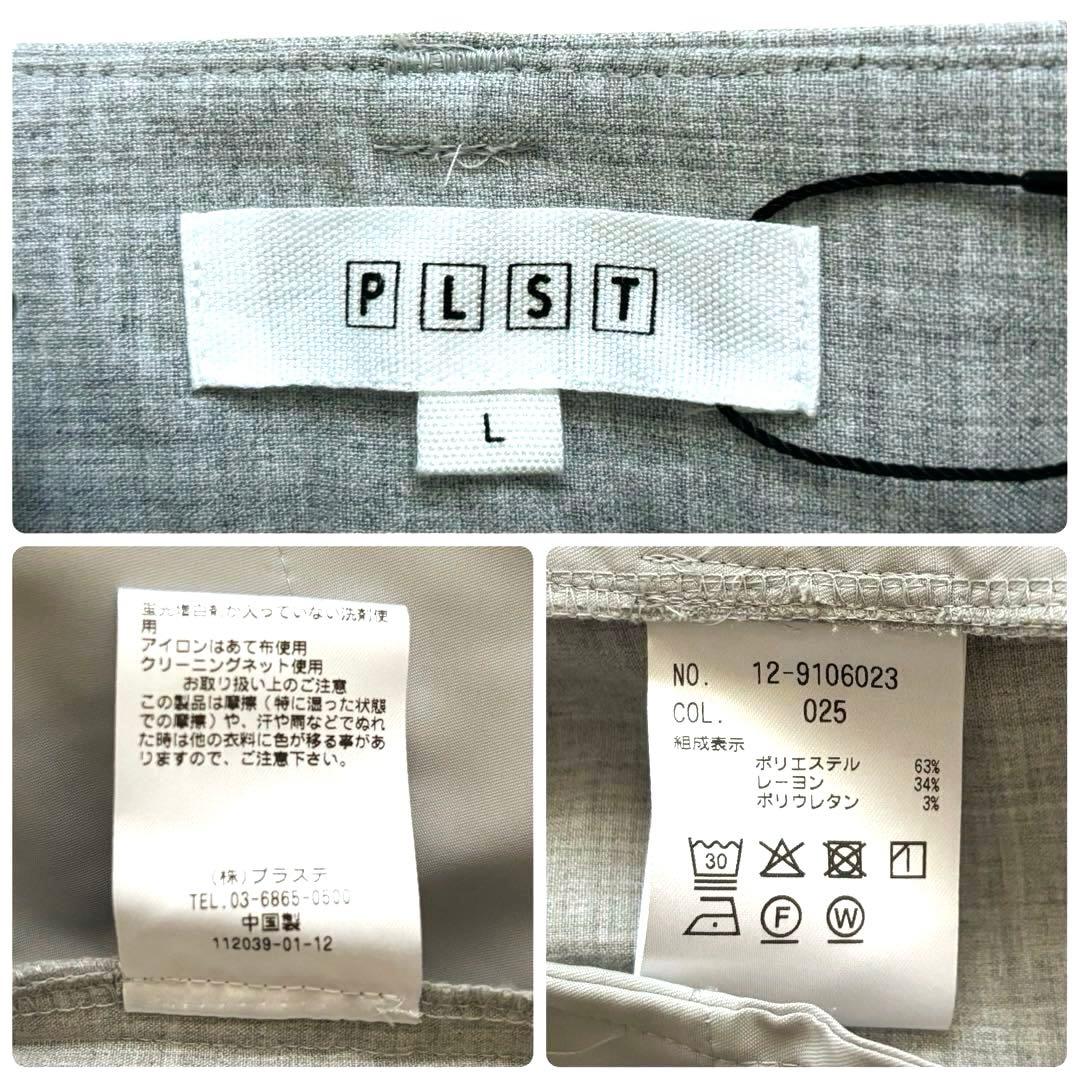 PLST
L
蛍光増白剤が入っていない洗剤使
用
アイロンはあて布使用
クリーニングネット使用
お取り扱い上のご注意
この製品は摩擦（特に湿った状態
での摩擦）や、汗や雨などでぬれ
た時は他の衣料に色が移る事があ
りますので、ご注意下さい。
(株)プラステ
TEL.03-6865-0500
中国製
112039-01-12
NO. 12-9106023
COL. 025
組成表示
ポリエステル 63%
レーヨン 34%
ポリウレタン 3%
30
F W